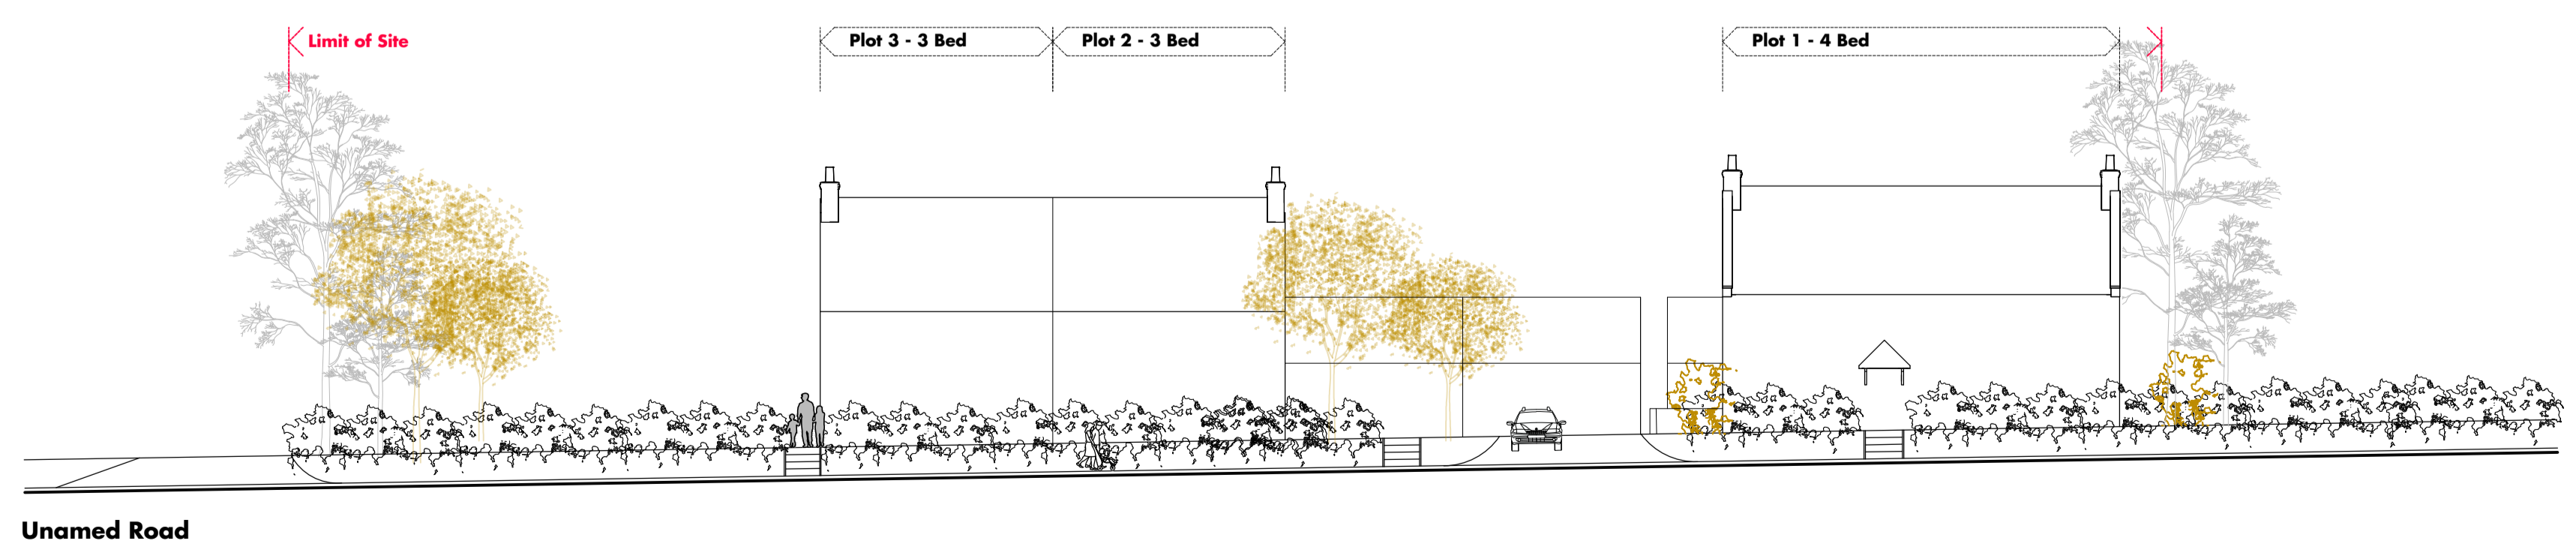 Limit of Site
Plot 3 - 3 Bed
Plot 2 - 3 Bed
Plot 1 - 4 Bed
Unamed Road